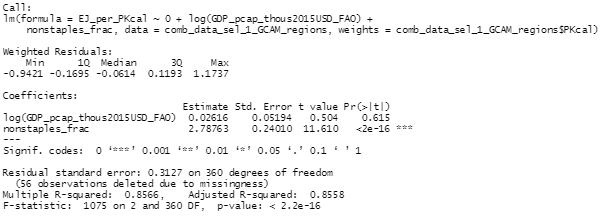 Call:
lm(formula = EJ_per_PKcal ~ 0 + log(GDP_pcap_thous2015USD_FAO) +
    nonstaples_frac, data = comb_data_sel_1_GCAM_regions, weights = comb_data_sel_1_GCAM_regions$PKcal)
Weighted Residuals:
    Min      1Q  Median      3Q     Max
-0.9421 -0.1695 -0.0614  0.1193  1.1737
Coefficients:
                                Estimate Std. Error t value Pr(>|t|)
log(GDP_pcap_thous2015USD_FAO)  0.02616    0.05194   0.504    0.615
nonstaples_frac                 2.78763    0.24010  11.610   <2e-16 ***
---
Signif. codes:  0 ‘***’ 0.001 ‘**’ 0.01 ‘*’ 0.05 ‘.’ 0.1 ‘ ’ 1
Residual standard error: 0.3127 on 360 degrees of freedom
  (56 observations deleted due to missingness)
Multiple R-squared:  0.8566,    Adjusted R-squared:  0.8558
F-statistic:  1075 on 2 and 360 DF,  p-value: < 2.2e-16